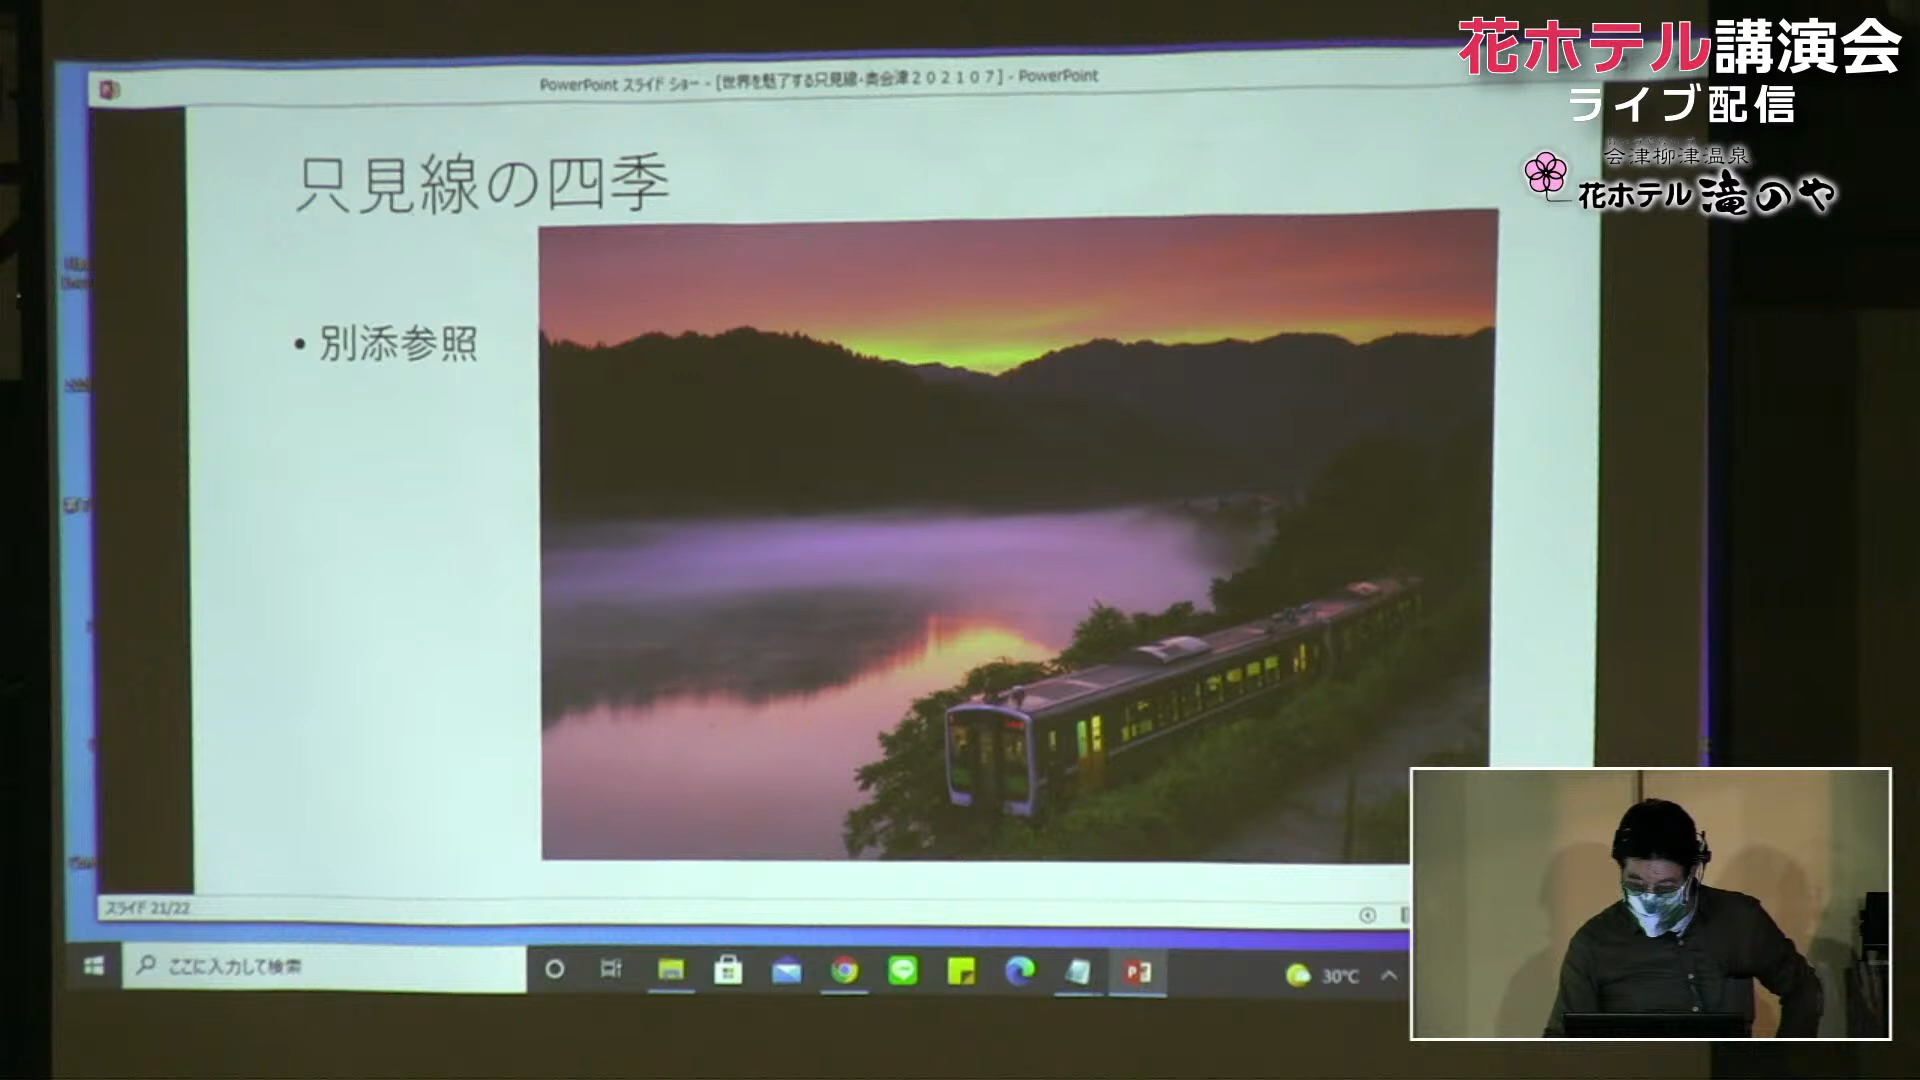 花ホテル講演会
ライブ配信
会津柳津温泉
花ホテル 滝のや
PowerPoint スライド ショー - [世界を魅了する只見線・奥会津202107] - PowerPoint
只見線の四季
• 別添参照
スライド 21/22
ここに入力して検索
30°C